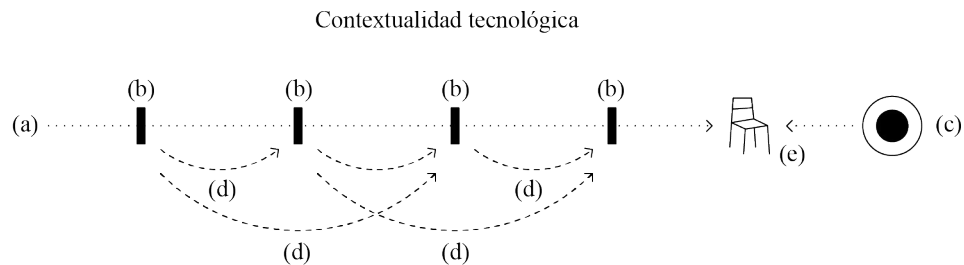 Contextualidad tecnológica
(b) (b) (b) (b)
(a) (c)
(e)
(d) (d)
(d) (d)